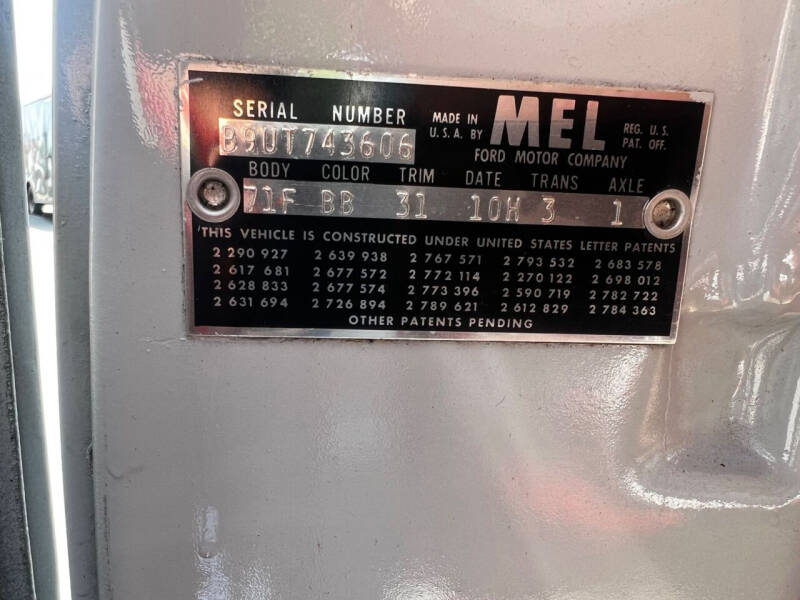 SERIAL NUMBER
B9UT743606
MADE IN
U.S.A. BY
MEL
REG. U.S.
PAT. OFF.
FORD MOTOR COMPANY
BODY COLOR TRIM DATE TRANS AXLE
71F BB 31 10H 3 1
THIS VEHICLE IS CONSTRUCTED UNDER UNITED STATES LETTER PATENTS
2 290 927 2 639 938 2 767 571 2 793 532 2 683 578
2 617 681 2 677 572 2 772 114 2 270 122 2 698 012
2 628 833 2 677 574 2 773 396 2 590 719 2 782 722
2 631 694 2 726 894 2 789 621 2 612 829 2 784 363
OTHER PATENTS PENDING